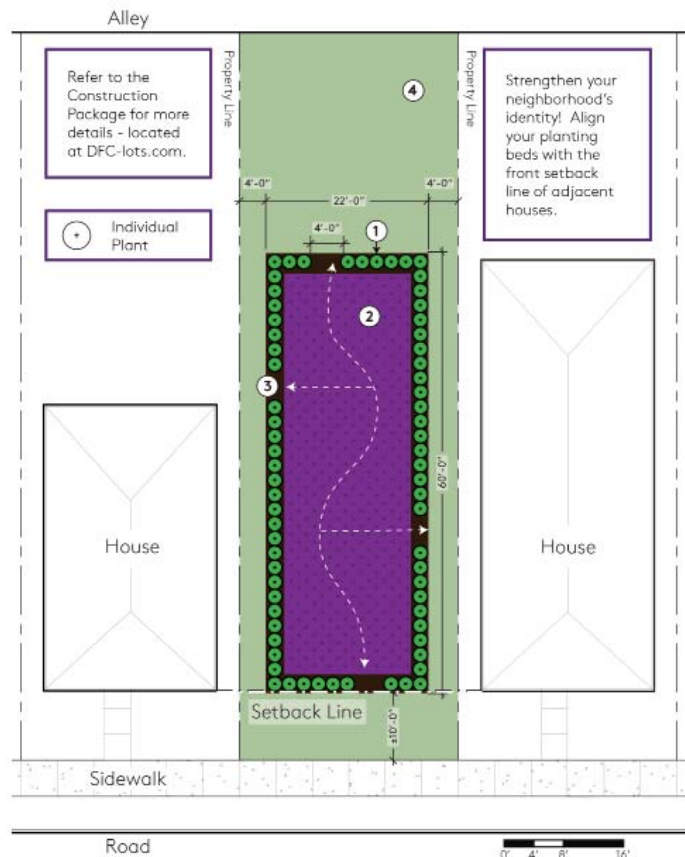 Alley
Refer to the
Construction
Package for more
details - located
at DFC-lots.com.
Individual
Plant
Property Line
Property Line
Strengthen your
neighborhood's
identity! Align
your planting
beds with the
front setback
line of adjacent
houses.
4
4'-0"
22'-0"
4'-0"
4'-0"
1
2
3
60'-0"
House
House
Setback Line
±10'-0"
Sidewalk
Road
0'
4'
8'
16'